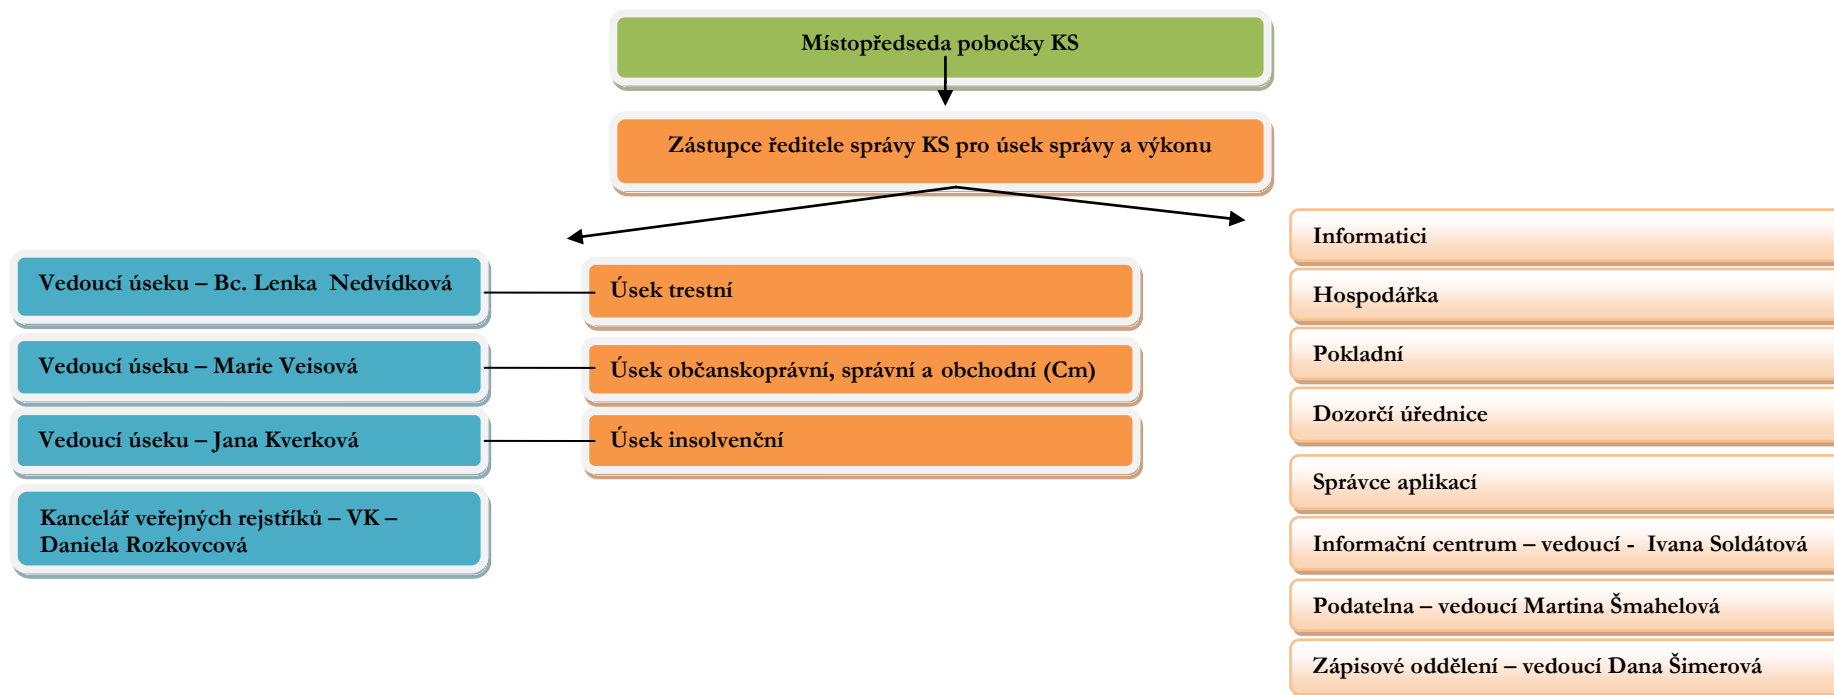 Místopředseda pobočky KS
Zástupce ředitele správy KS pro úsek správy a výkonu
Vedoucí úseku – Bc. Lenka  Nedvídková
Úsek trestní
Vedoucí úseku – Marie Veisová
Úsek občanskoprávní, správní a obchodní (Cm)
Vedoucí úseku – Jana Kverková
Úsek insolvenční
Kancelář veřejných rejstříků – VK –
Daniela Rozkovcová
Informatici
Hospodářka
Pokladní
Dozorčí úřednice
Správce aplikací
Informační centrum – vedoucí -  Ivana Soldátová
Podatelna – vedoucí Martina Šmahelová
Zápisové oddělení – vedoucí Dana Šimerová